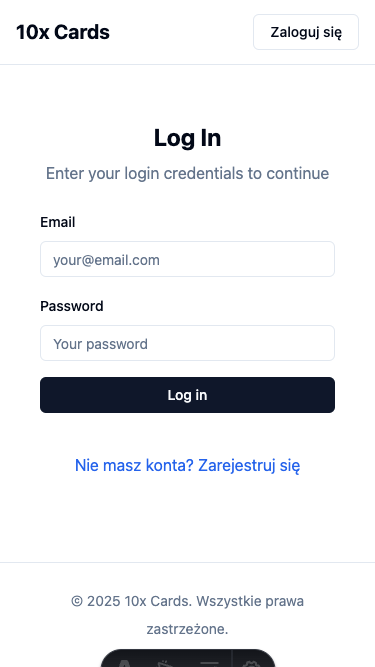 10x Cards
Zaloguj się
Log In
Enter your login credentials to continue
Email
your@email.com
Password
Your password
Log in
Nie masz konta? Zarejestruj się
© 2025 10x Cards. Wszystkie prawa
zastrzeżone.